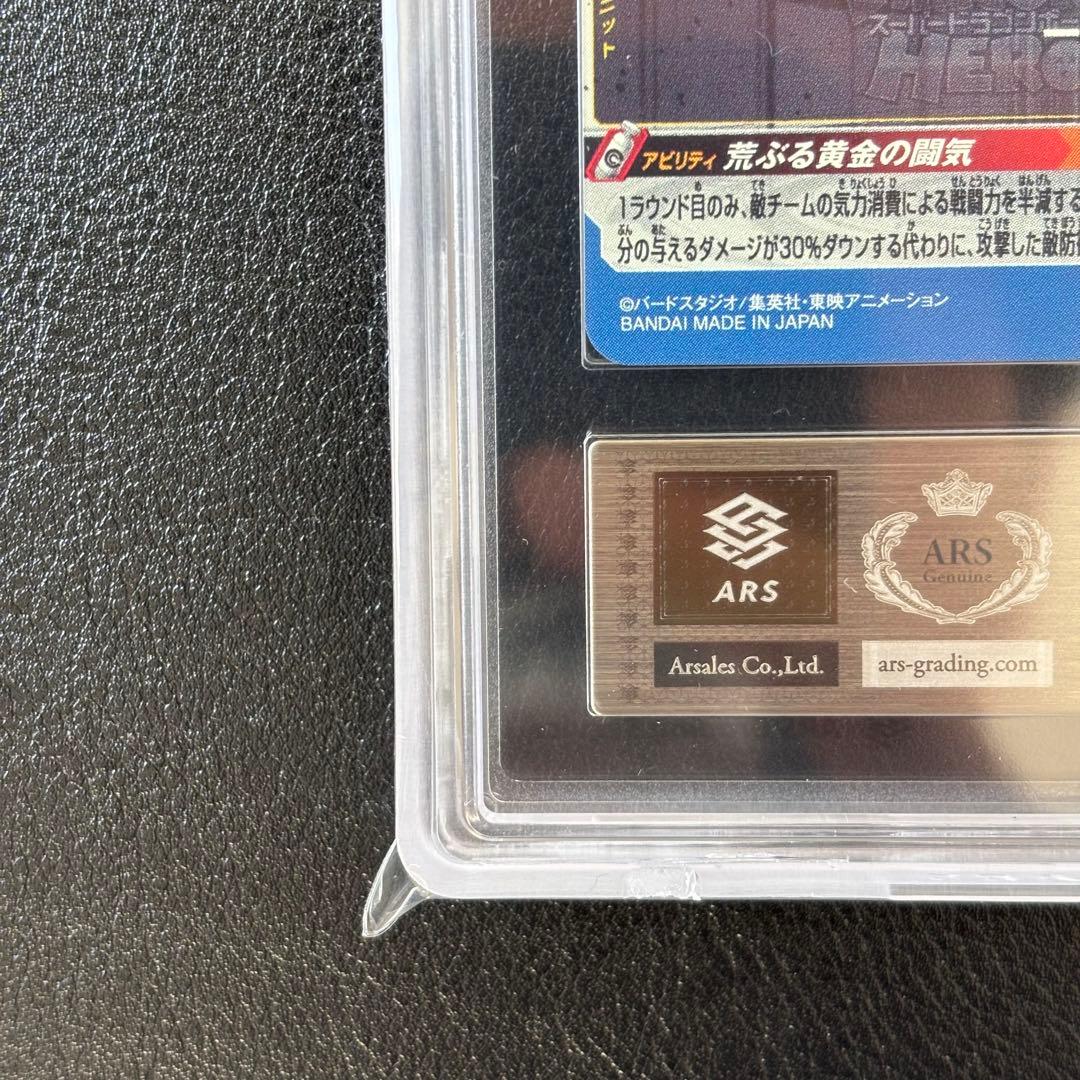 ニット
スーパードラゴンボー
HERO
アビリティ 荒ぶる黄金の闘気
1ラウンド目のみ、敵チームの気力消費による戦闘力を半減する
分の与えるダメージが30%ダウンする代わりに、攻撃した敵防
©バードスタジオ/集英社・東映アニメーション
BANDAI MADE IN JAPAN
ARS
ARS
Genuine
Arsales Co.,Ltd.
ars-grading.com